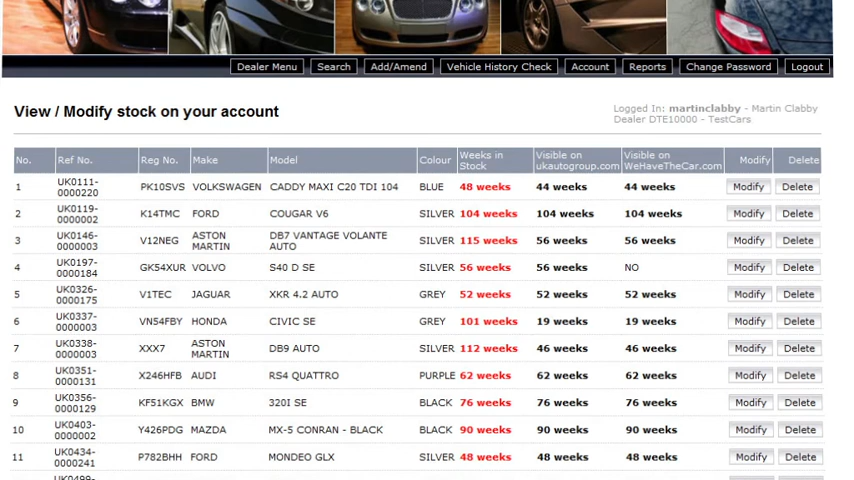 Dealer Menu Search Add/Amend Vehicle History Check Account Reports Change Password Logout
View / Modify stock on your account
Logged In: martinclabby - Martin Clabby
Dealer DTE10000 - TestCars
No. Ref No. Reg No. Make Model Colour Weeks in Stock Visible on ukautogroup.com Visible on WeHaveTheCar.com Modify Delete
1 UK0111-0000220 PK10SVS VOLKSWAGEN CADDY MAXI C20 TDI 104 BLUE 48 weeks 44 weeks 44 weeks Modify Delete
2 UK0119-0000002 K14TMC FORD COUGAR V6 SILVER 104 weeks 104 weeks 104 weeks Modify Delete
3 UK0146-0000003 V12NEG ASTON MARTIN DB7 VANTAGE VOLANTE AUTO SILVER 115 weeks 56 weeks 56 weeks Modify Delete
4 UK0197-0000184 GK54XUR VOLVO S40 D SE SILVER 56 weeks 56 weeks NO Modify Delete
5 UK0326-0000175 V1TEC JAGUAR XKR 4.2 AUTO GREY 52 weeks 52 weeks 52 weeks Modify Delete
6 UK0337-0000003 VN54FBY HONDA CIVIC SE GREY 101 weeks 19 weeks 19 weeks Modify Delete
7 UK0338-0000003 XXX7 ASTON MARTIN DB9 AUTO SILVER 112 weeks 46 weeks 46 weeks Modify Delete
8 UK0351-0000131 X246HFB AUDI RS4 QUATTRO PURPLE 62 weeks 62 weeks 62 weeks Modify Delete
9 UK0356-0000129 KF51KGX BMW 320I SE BLACK 76 weeks 76 weeks 76 weeks Modify Delete
10 UK0403-0000002 Y426PDG MAZDA MX-5 CONRAN - BLACK BLACK 90 weeks 90 weeks 90 weeks Modify Delete
11 UK0434-0000241 P782BHH FORD MONDEO GLX SILVER 48 weeks 48 weeks 48 weeks Modify Delete